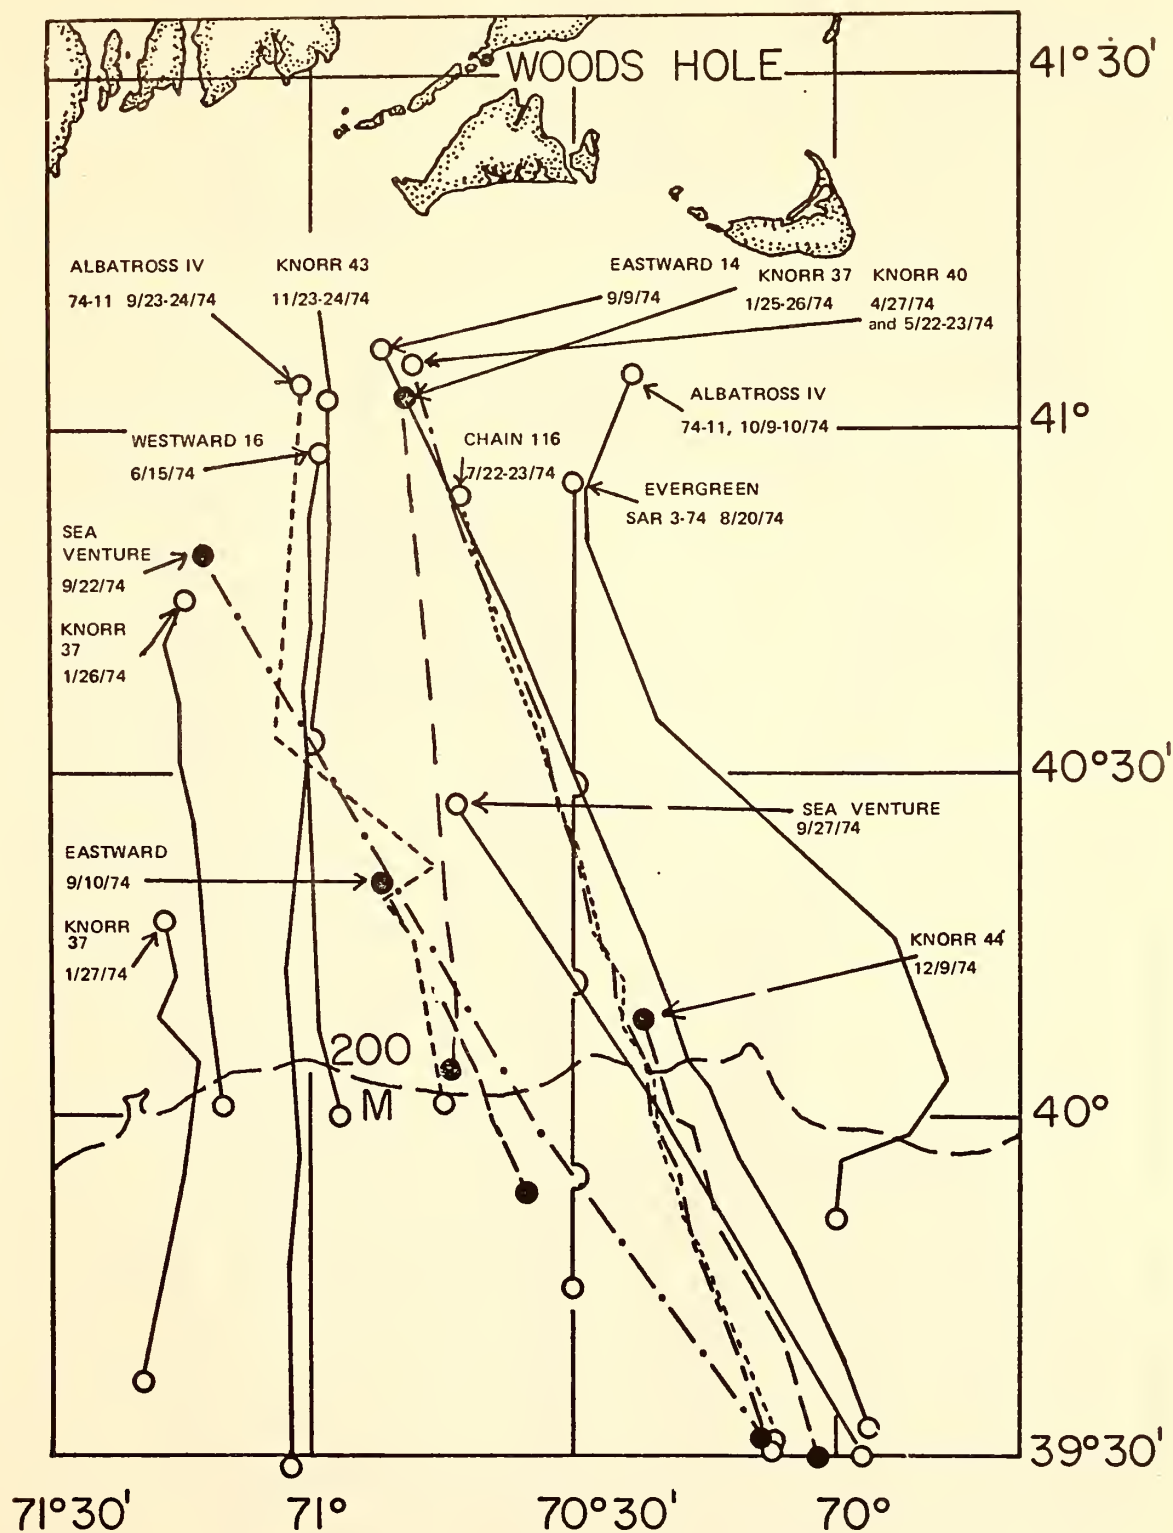 WOODS HOLE
41°30'
ALBATROSS IV
74-11 9/23-24/74
KNORR 43
11/23-24/74
EASTWARD 14
9/9/74
KNORR 37
1/25-26/74
KNORR 40
4/27/74
and 5/22-23/74
ALBATROSS IV
74-11, 10/9-10/74
41°
WESTWARD 16
6/15/74
CHAIN 116
7/22-23/74
EVERGREEN
SAR 3-74 8/20/74
SEA
VENTURE
9/22/74
KNORR
37
1/26/74
40°30'
SEA VENTURE
9/27/74
EASTWARD
9/10/74
KNORR
37
1/27/74
KNORR 44
12/9/74
200
M
40°
39°30'
71°30'
71°
70°30'
70°